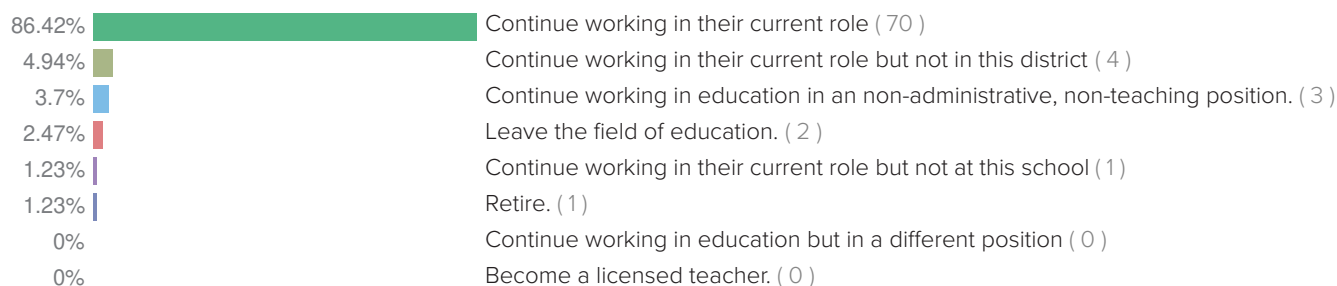 86.42% Continue working in their current role ( 70 )
4.94% Continue working in their current role but not in this district ( 4 )
3.7% Continue working in education in an non-administrative, non-teaching position. ( 3 )
2.47% Leave the field of education. ( 2 )
1.23% Continue working in their current role but not at this school ( 1 )
1.23% Retire. ( 1 )
0% Continue working in education but in a different position ( 0 )
0% Become a licensed teacher. ( 0 )